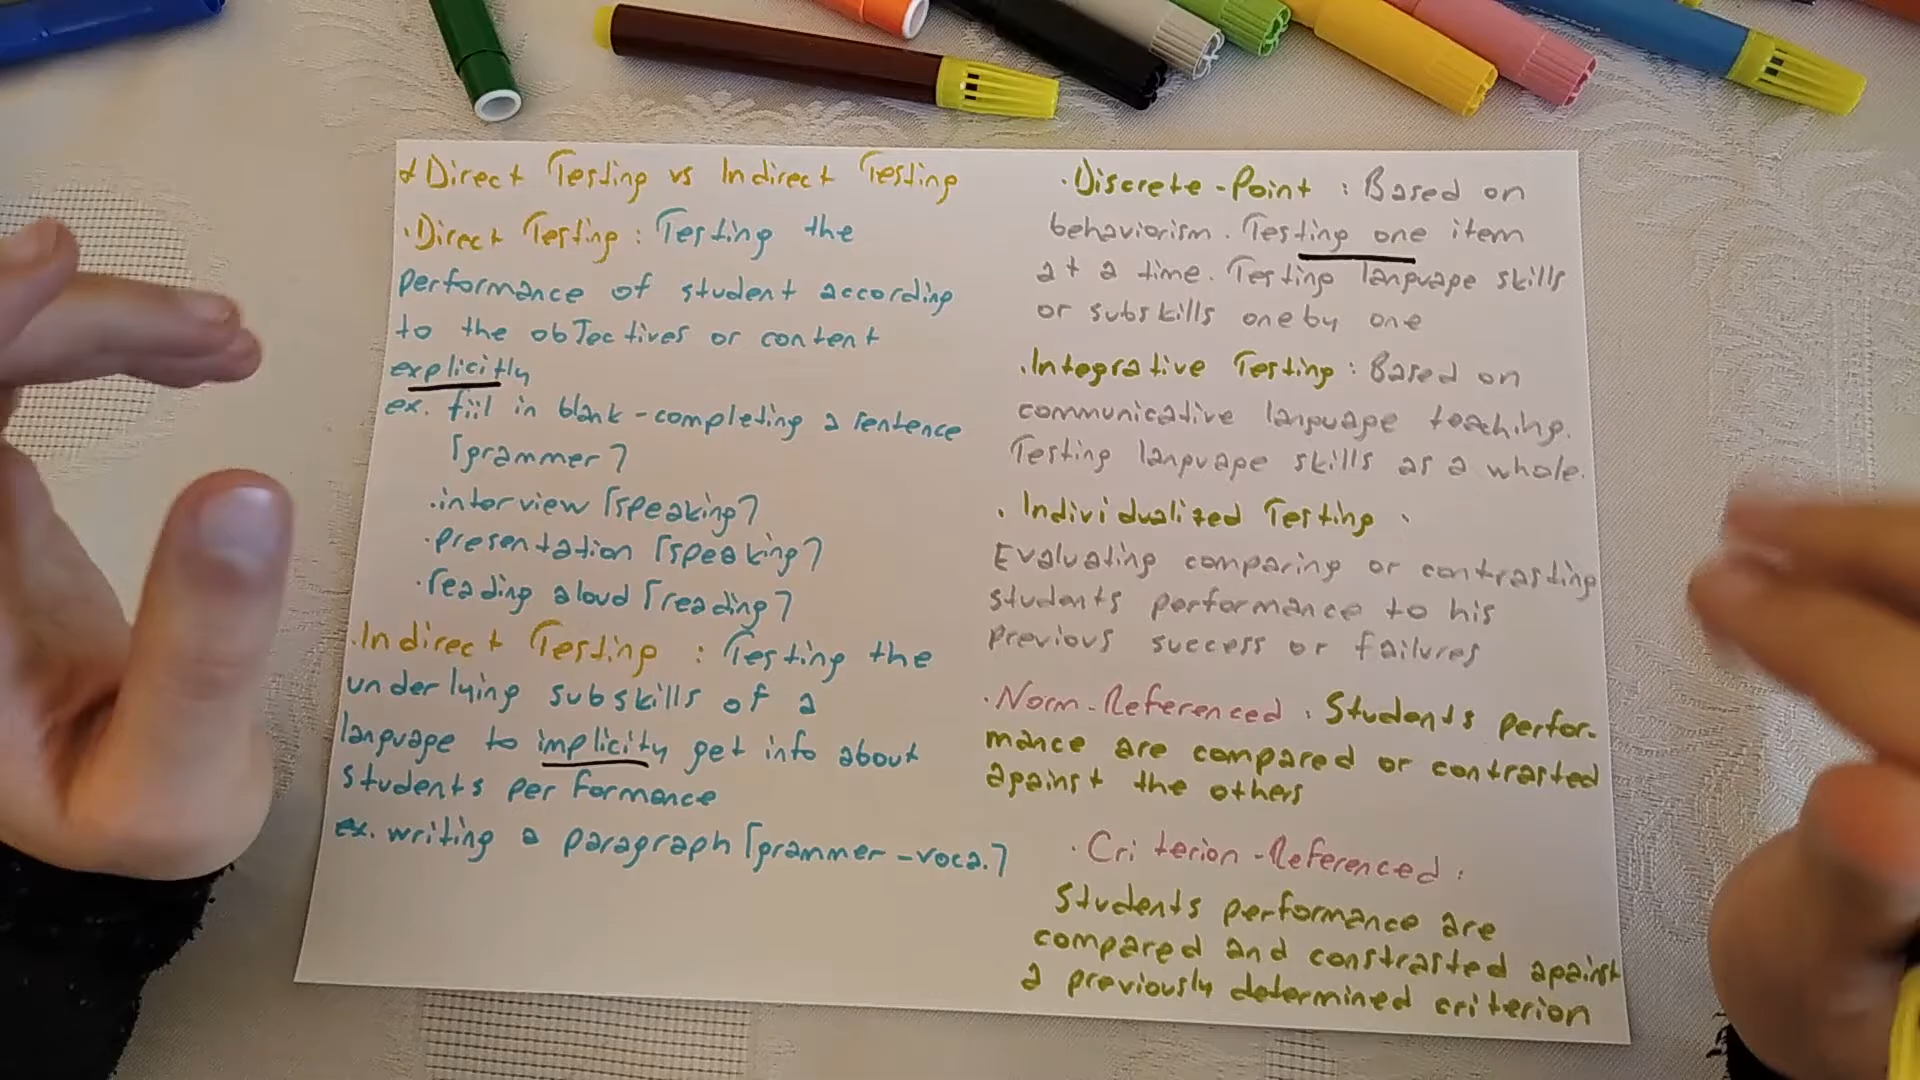 Direct Testing vs Indirect Testing
· Direct Testing : Testing the
performance of student according
to the objectives or content
explicitly
ex. fiil in blank - completing a sentence
[grammer]
· interview [speaking]
· presentation [speaking]
· reading aloud [reading]
· Indirect Testing : Testing the
underlying subskills of a
language to implicity get info about
students performance
ex. writing a paragraph [grammer - voca.]
· Discrete - Point : Based on
behaviorism. Testing one item
at a time. Testing language skills
or subskills one by one
· Integrative Testing : Based on
communicative language teaching.
Testing language skills as a whole.
· Individualized Testing :
Evaluating comparing or contrasting
students performance to his
previous success or failures
· Norm - Referenced : Students perfor-
mance are compared or contrasted
against the others
· Criterion - Referenced :
Students performance are
compared and constrasted against
a previously determined criterion